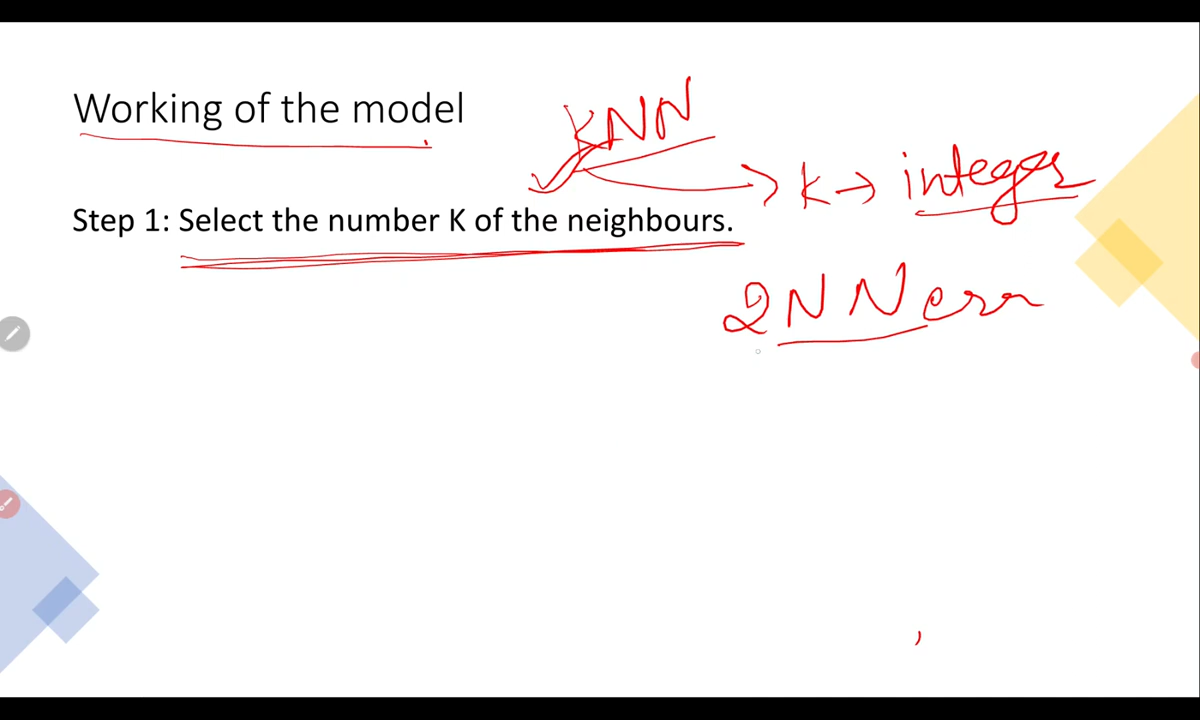 Working of the model
KNN
K → integer
Step 1: Select the number K of the neighbours.
2NN